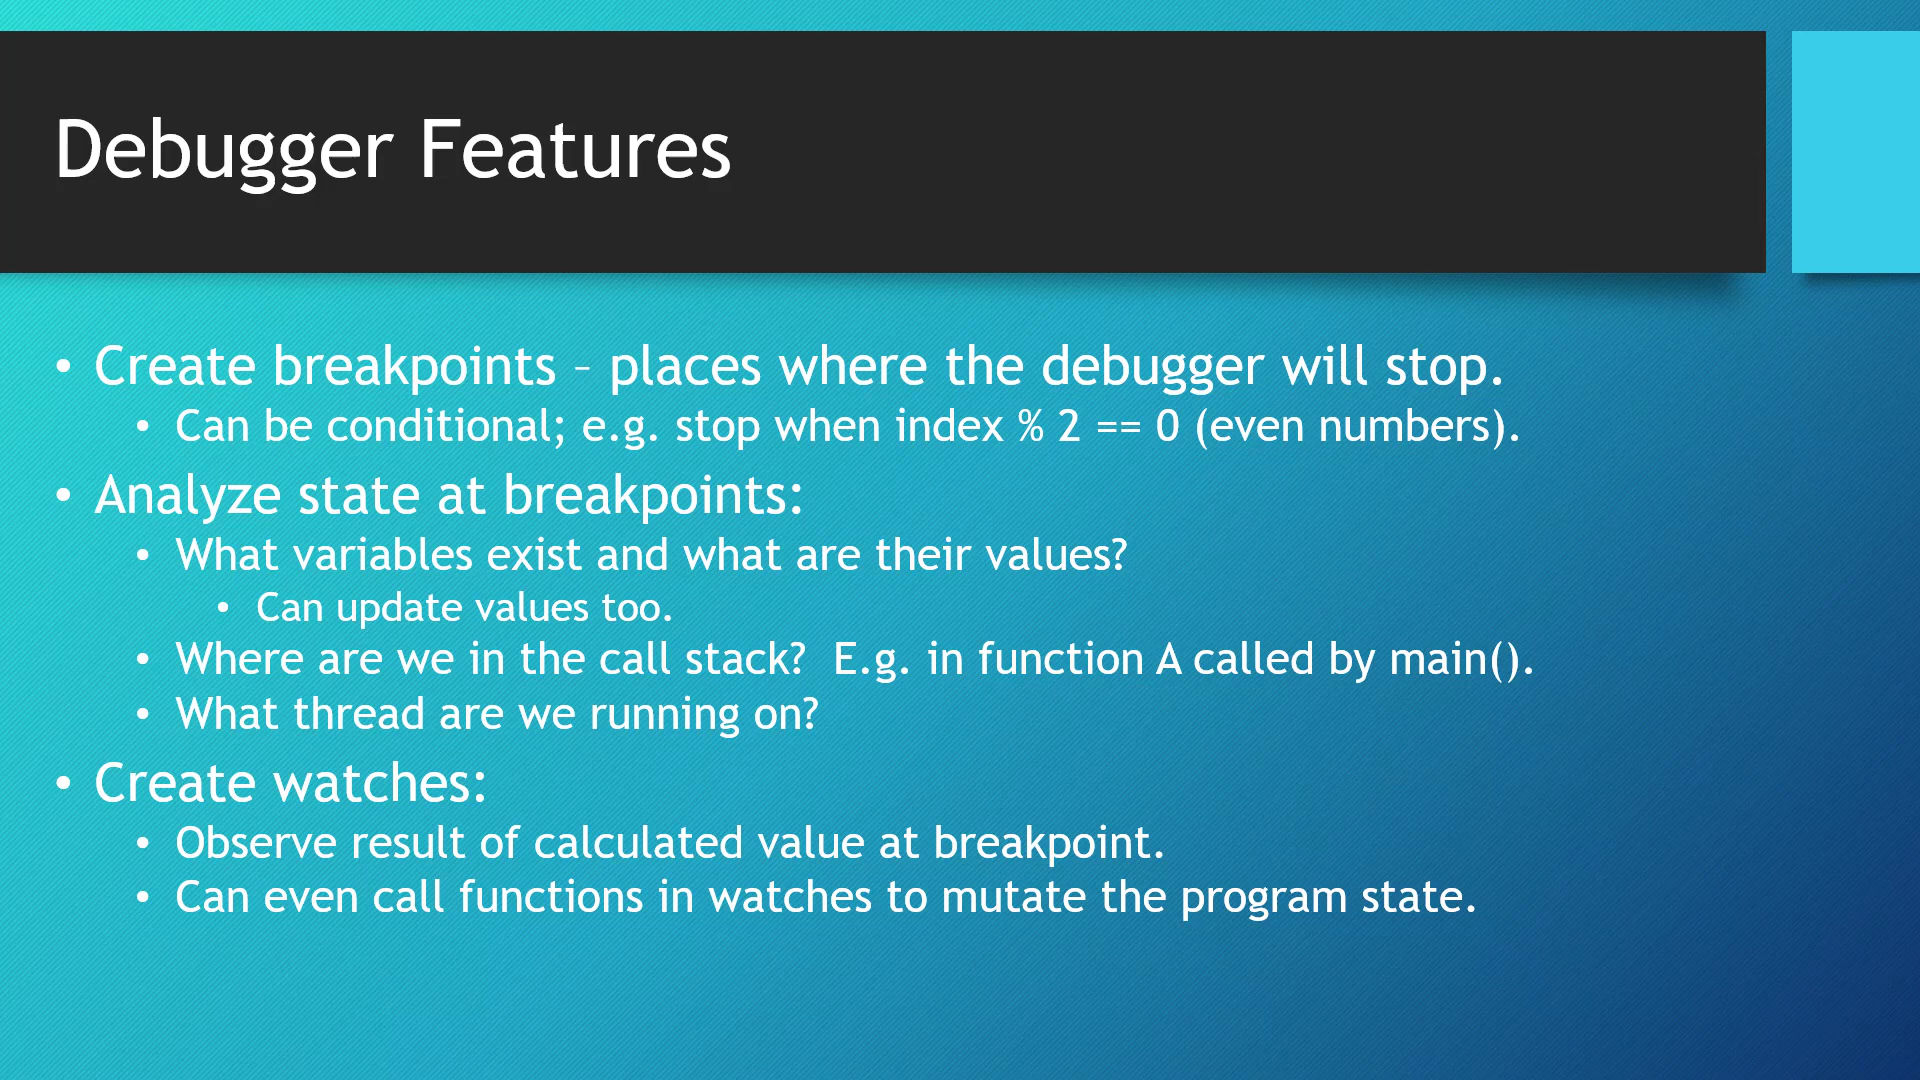 Debugger Features
• Create breakpoints – places where the debugger will stop.
• Can be conditional; e.g. stop when index % 2 == 0 (even numbers).
• Analyze state at breakpoints:
• What variables exist and what are their values?
• Can update values too.
• Where are we in the call stack?  E.g. in function A called by main().
• What thread are we running on?
• Create watches:
• Observe result of calculated value at breakpoint.
• Can even call functions in watches to mutate the program state.